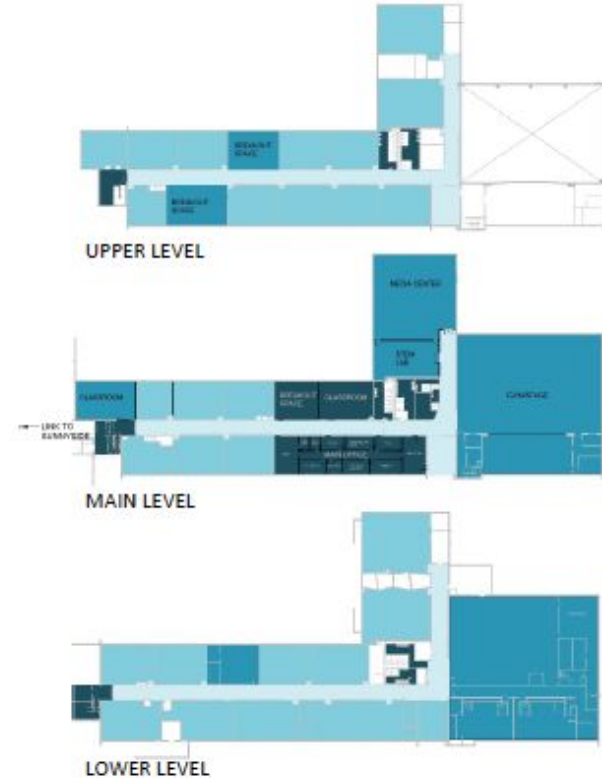 BREAKOUT
SPACE
BREAKOUT
SPACE
UPPER LEVEL
MEDIA CENTER
STEM
LAB
CLASSROOM
BREAKOUT
SPACE
CLASSROOM
LINK TO
SUNNYSIDE
MAIN OFFICE
MAIN LEVEL
LOWER LEVEL